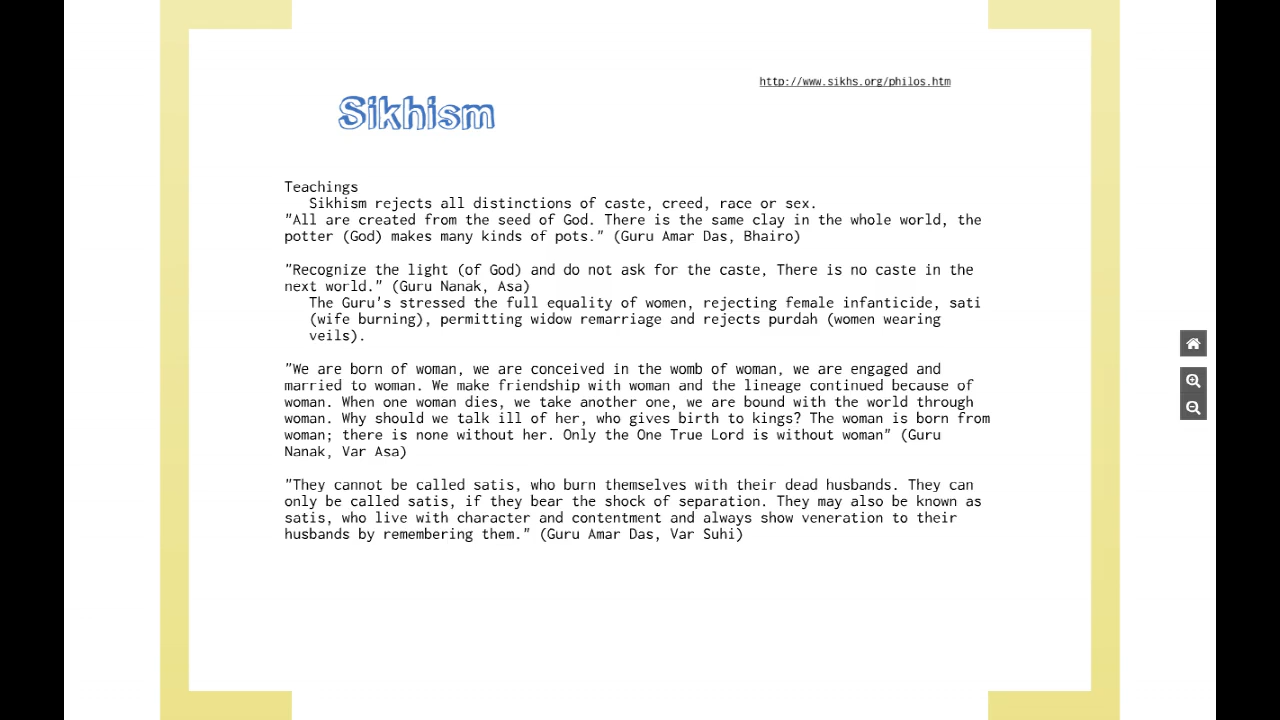 http://www.sikhs.org/philos.htm
Sikhism
Teachings
Sikhism rejects all distinctions of caste, creed, race or sex.
"All are created from the seed of God. There is the same clay in the whole world, the
potter (God) makes many kinds of pots." (Guru Amar Das, Bhairo)
"Recognize the light (of God) and do not ask for the caste, There is no caste in the
next world." (Guru Nanak, Asa)
The Guru's stressed the full equality of women, rejecting female infanticide, sati
(wife burning), permitting widow remarriage and rejects purdah (women wearing
veils).
"We are born of woman, we are conceived in the womb of woman, we are engaged and
married to woman. We make friendship with woman and the lineage continued because of
woman. When one woman dies, we take another one, we are bound with the world through
woman. Why should we talk ill of her, who gives birth to kings? The woman is born from
woman; there is none without her. Only the One True Lord is without woman" (Guru
Nanak, Var Asa)
"They cannot be called satis, who burn themselves with their dead husbands. They can
only be called satis, if they bear the shock of separation. They may also be known as
satis, who live with character and contentment and always show veneration to their
husbands by remembering them." (Guru Amar Das, Var Suhi)